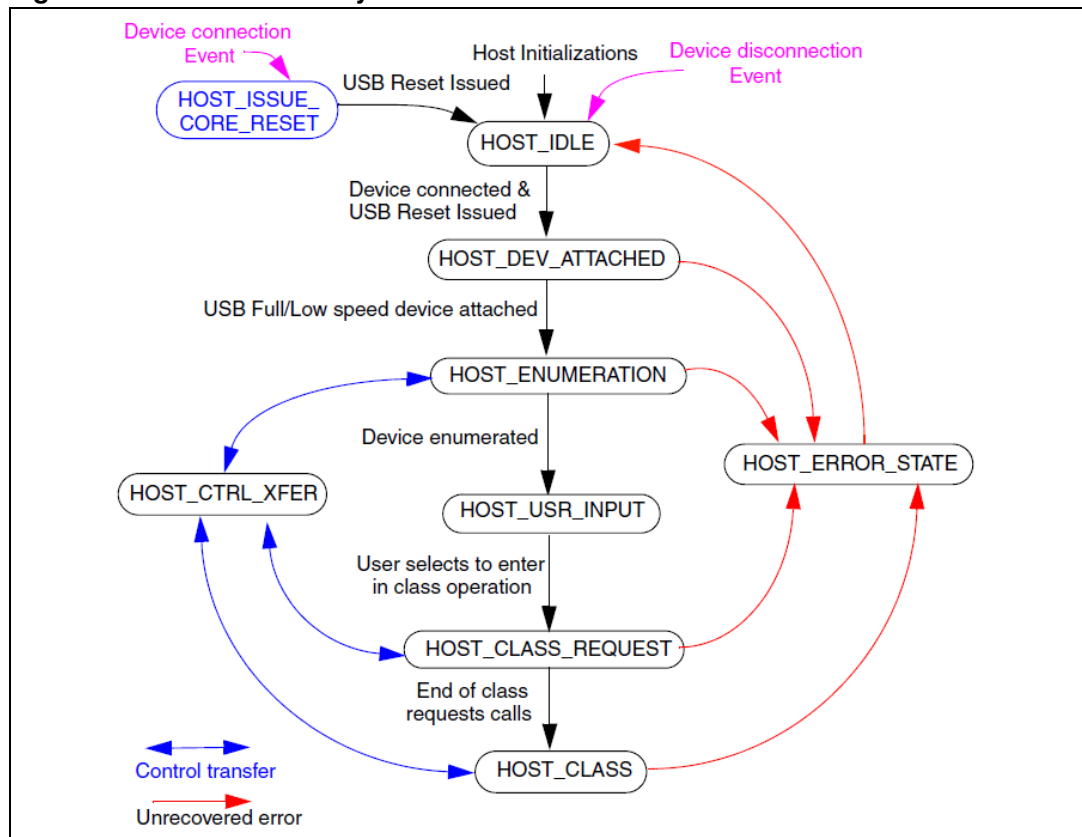 Device connection
Event
Host Initializations
Device disconnection
Event
USB Reset Issued
HOST_ISSUE_
CORE_RESET
HOST_IDLE
Device connected &
USB Reset Issued
HOST_DEV_ATTACHED
USB Full/Low speed device attached
HOST_ENUMERATION
Device enumerated
HOST_ERROR_STATE
HOST_CTRL_XFER
HOST_USR_INPUT
User selects to enter
in class operation
HOST_CLASS_REQUEST
End of class
requests calls
HOST_CLASS
Control transfer
Unrecovered error